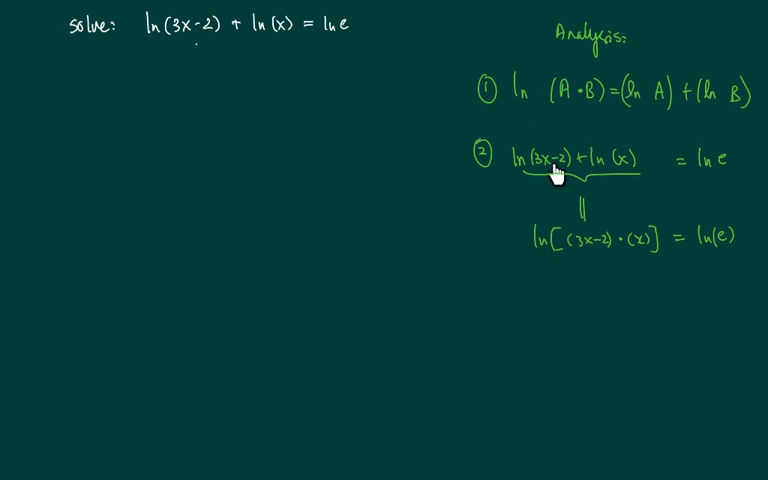 solve: ln(3x-2) + ln(x) = ln e
Analysis:
① ln (A·B)=(ln A)+(ln B)
② ln(3x-2)+ln(x) = ln e
||
ln[(3x-2)·(x)] = ln(e)